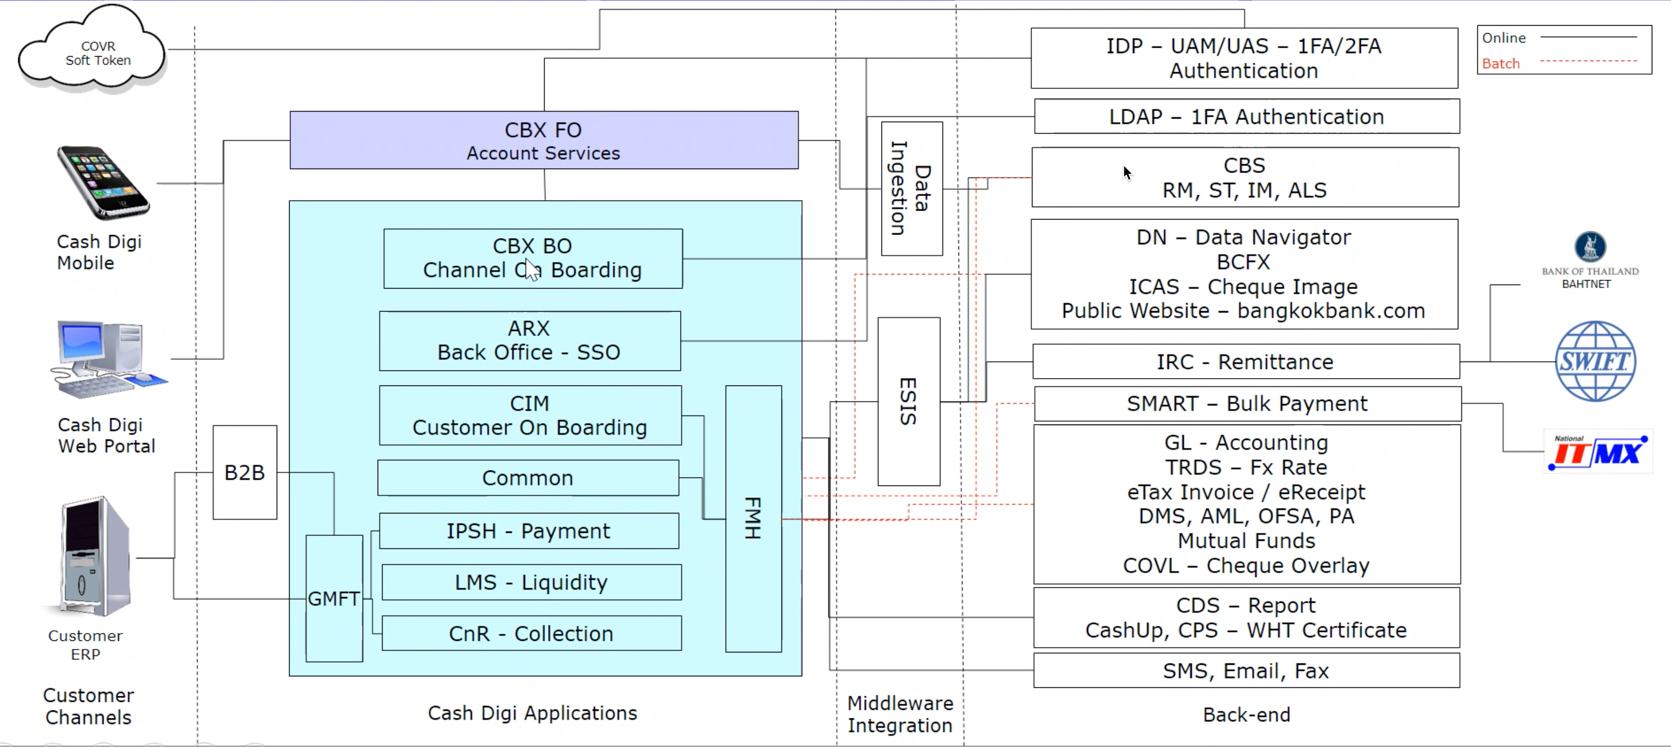 COVR
Soft Token
Cash Digi
Mobile
Cash Digi
Web Portal
Customer
ERP
Customer
Channels
B2B
CBX FO
Account Services
CBX BO
Channel On Boarding
ARX
Back Office - SSO
CIM
Customer On Boarding
Common
IPSH - Payment
LMS - Liquidity
CnR - Collection
GMFT
FMH
Cash Digi Applications
Data
Ingestion
ESIS
Middleware
Integration
IDP – UAM/UAS – 1FA/2FA
Authentication
LDAP – 1FA Authentication
CBS
RM, ST, IM, ALS
DN – Data Navigator
BCFX
ICAS – Cheque Image
Public Website – bangkokbank.com
IRC - Remittance
SMART – Bulk Payment
GL - Accounting
TRDS – Fx Rate
eTax Invoice / eReceipt
DMS, AML, OFSA, PA
Mutual Funds
COVL – Cheque Overlay
CDS – Report
CashUp, CPS – WHT Certificate
SMS, Email, Fax
Back-end
Online
Batch
BANK OF THAILAND
BAHTNET
S.W.I.F.T.
National
ITMX